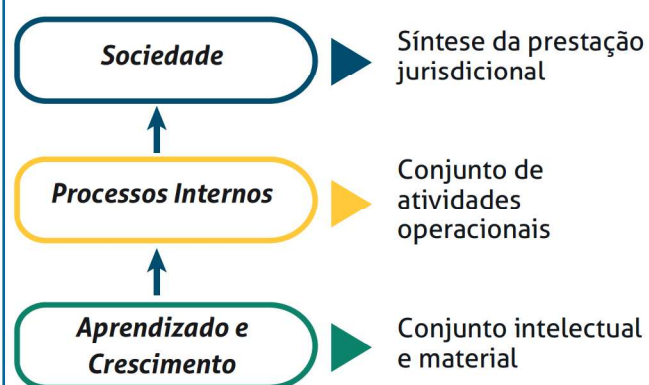 Sociedade
Síntese da prestação
jurisdicional
Processos Internos
Conjunto de
atividades
operacionais
Aprendizado e
Crescimento
Conjunto intelectual
e material